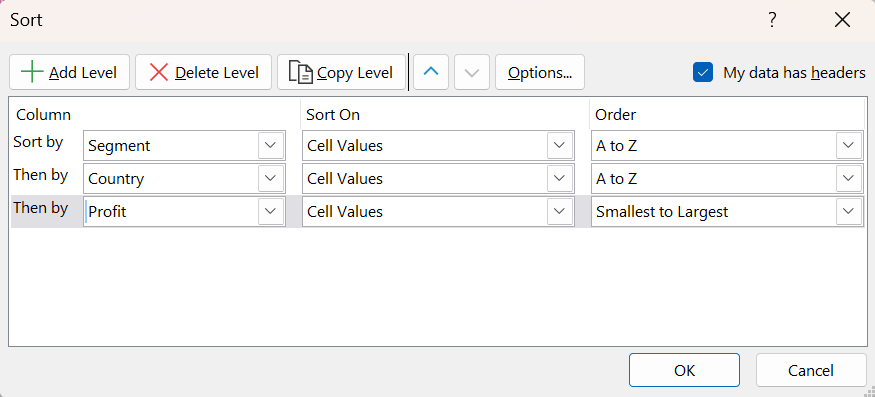 Sort ?
Add Level Delete Level Copy Level Options... My data has headers
Column Sort On Order
Sort by Segment Cell Values A to Z
Then by Country Cell Values A to Z
Then by Profit Cell Values Smallest to Largest
OK Cancel